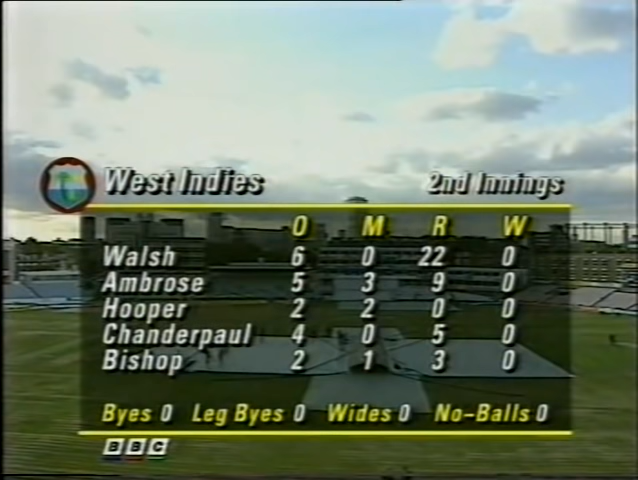 West Indies 2nd Innings
O M R W
Walsh 6 0 22 0
Ambrose 5 3 9 0
Hooper 2 2 0 0
Chanderpaul 4 0 5 0
Bishop 2 1 3 0
Byes 0 Leg Byes 0 Wides 0 No-Balls 0
BBC